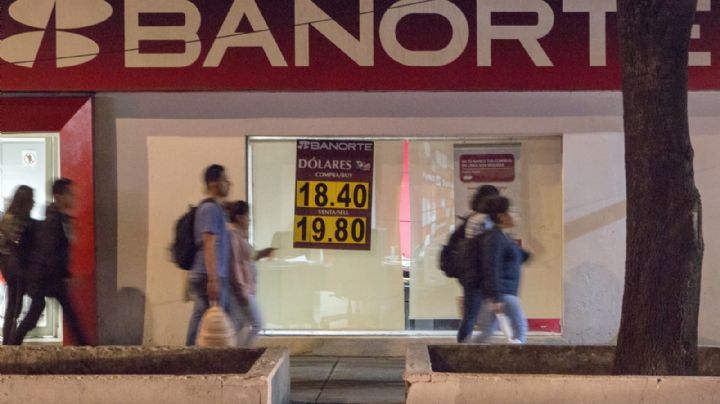 BANORTE
BANORTE
DÓLARES
COMPRA/BUY
18.40
VENTA/SELL
19.80